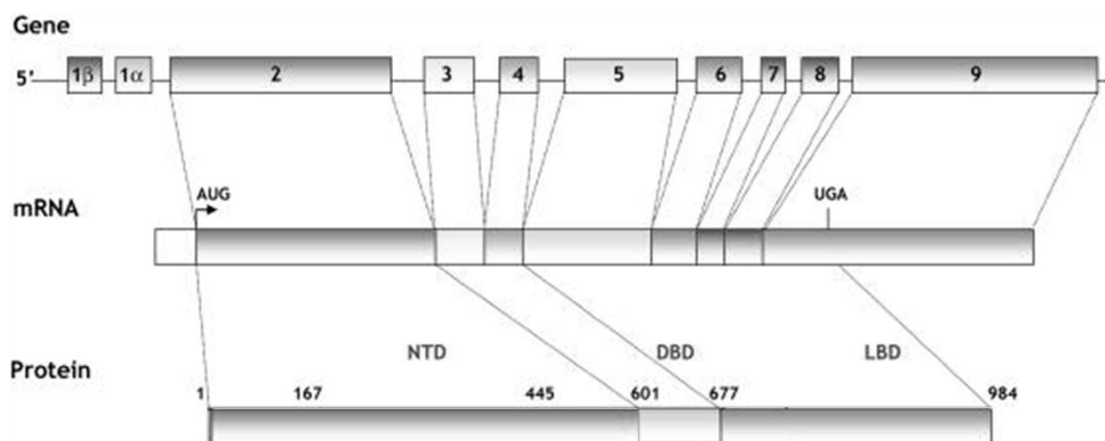 Gene
5' 1β 1α 2 3 4 5 6 7 8 9
AUG UGA
mRNA
NTD DBD LBD
Protein
1 167 445 601 677 984